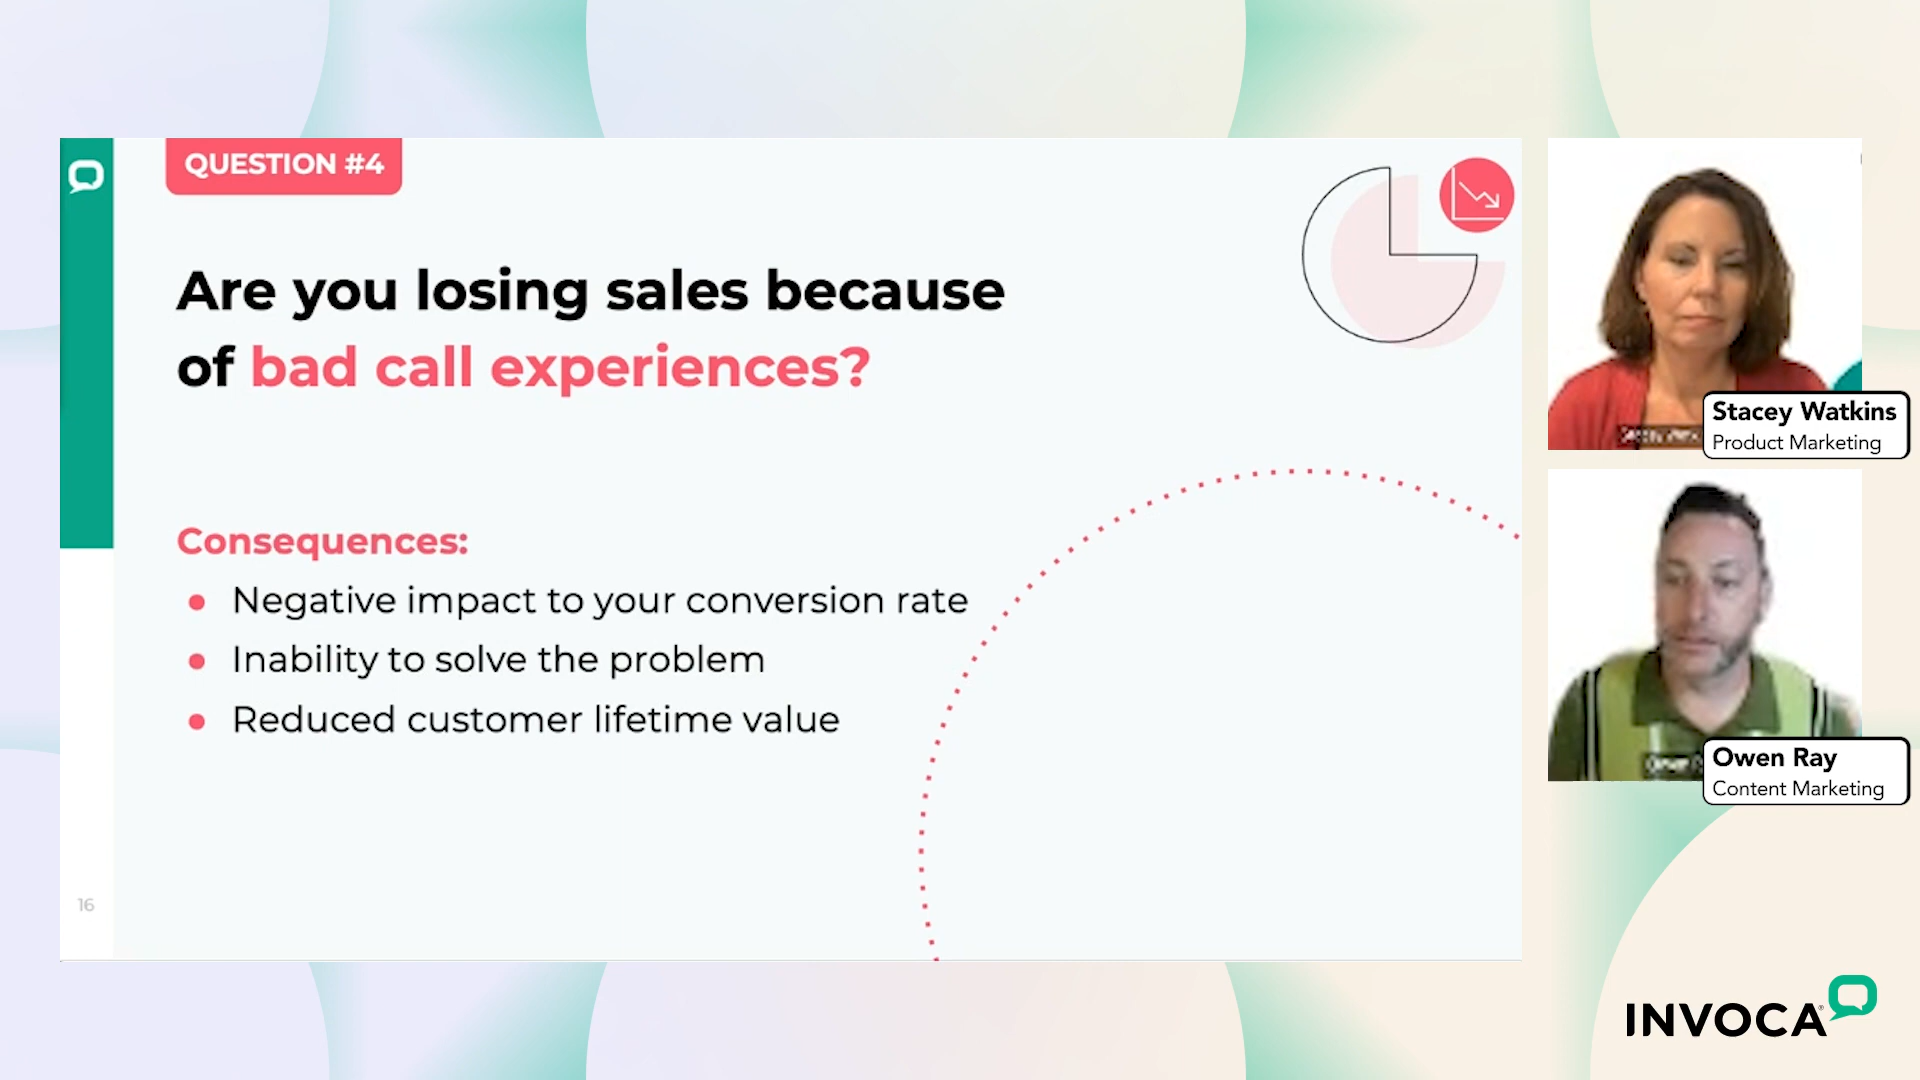 QUESTION #4
Are you losing sales because
of bad call experiences?
Consequences:
● Negative impact to your conversion rate
● Inability to solve the problem
● Reduced customer lifetime value
16
Stacey Watkins
Product Marketing
Owen Ray
Content Marketing
INVOCA